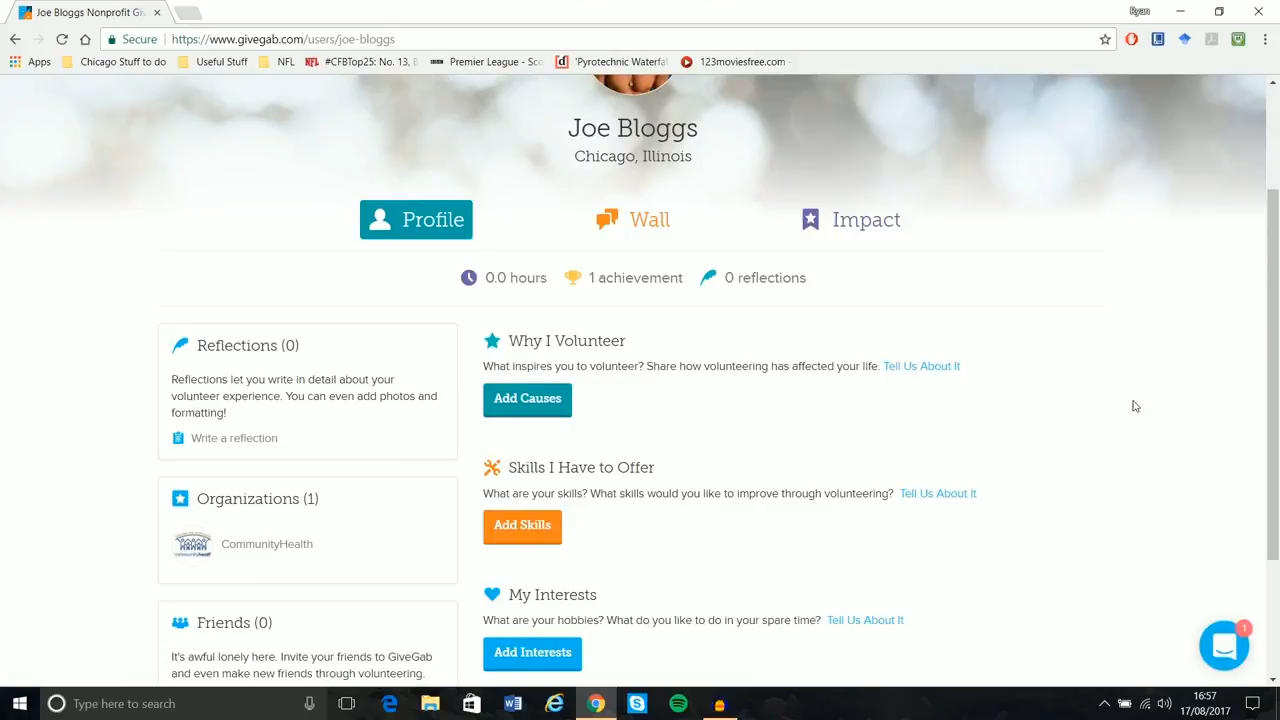 Joe Bloggs Nonprofit Giv
Ryan
Secure
https://www.givegab.com/users/joe-bloggs
Apps
Chicago Stuff to do
Useful Stuff
NFL
#CFBTop25: No. 13, B
Premier League - Sco
'Pyrotechnic Waterfal
123moviesfree.com -
Joe Bloggs
Chicago, Illinois
Profile
Wall
Impact
0.0 hours
1 achievement
0 reflections
Reflections (0)
Reflections let you write in detail about your
volunteer experience. You can even add photos and
formatting!
Write a reflection
Organizations (1)
CommunityHealth
Friends (0)
It's awful lonely here. Invite your friends to GiveGab
and even make new friends through volunteering.
Why I Volunteer
What inspires you to volunteer? Share how volunteering has affected your life. Tell Us About It
Add Causes
Skills I Have to Offer
What are your skills? What skills would you like to improve through volunteering? Tell Us About It
Add Skills
My Interests
What are your hobbies? What do you like to do in your spare time? Tell Us About It
Add Interests
1
Type here to search
16:57
17/08/2017